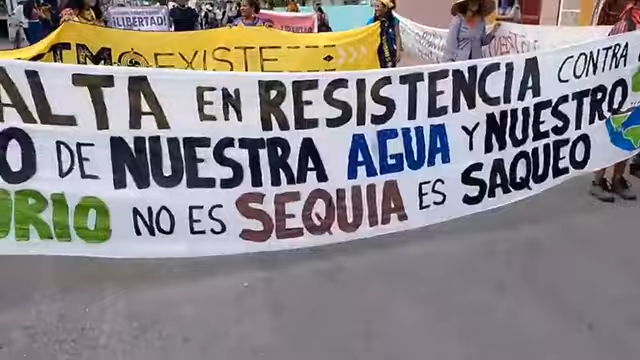 ¡LIBERTAD!
EXISTE
ALTA EN RESISTENCIA CONTRA
O DE NUESTRA AGUA Y NUESTRO
ORIO NO ES SEQUIA ES SAQUEO